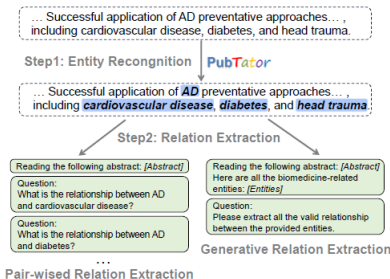 ... Successful application of AD preventative approaches... ,
including cardiovascular disease, diabetes, and head trauma.
Step1: Entity Recongnition PubTator
... Successful application of AD preventative approaches... ,
including cardiovascular disease, diabetes, and head trauma.
Step2: Relation Extraction
Reading the following abstract: [Abstract]
Question:
What is the relationship between AD
and cardiovascular disease?
Question:
What is the relationship between AD
and diabetes?
...
Pair-wised Relation Extraction
Reading the following abstract: [Abstract]
Here are all the biomedicine-related
entities: [Entities]
Question:
Please extract all the valid relationship
between the provided entities.
Generative Relation Extraction